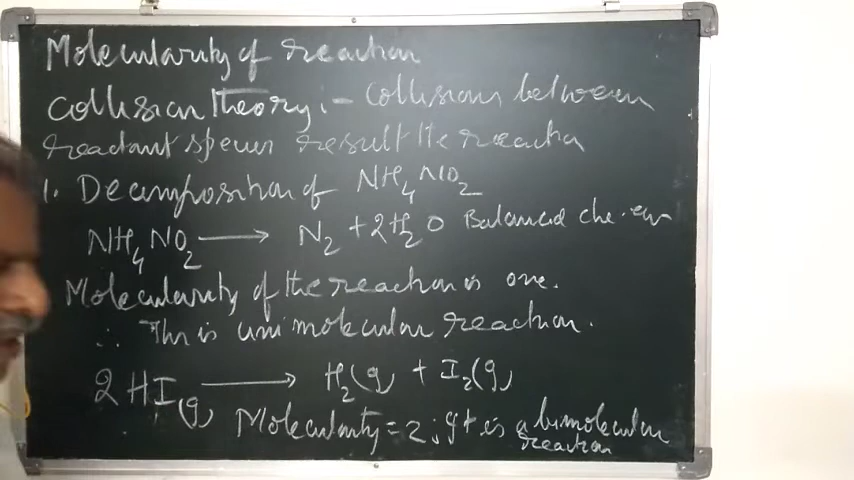 Molecularity of reaction
Collision Theory :- Collisions between
reactant species result the reaction
1. Decomposition of NH₄NO₂
NH₄NO₂ ⟶ N₂ + 2H₂O Balanced che. eqn
Molecularity of the reaction is one.
∴ This is unimolecular reaction.
2HI(g) ⟶ H₂(g) + I₂(g)
Molecularity = 2; It is a bimolecular
reaction